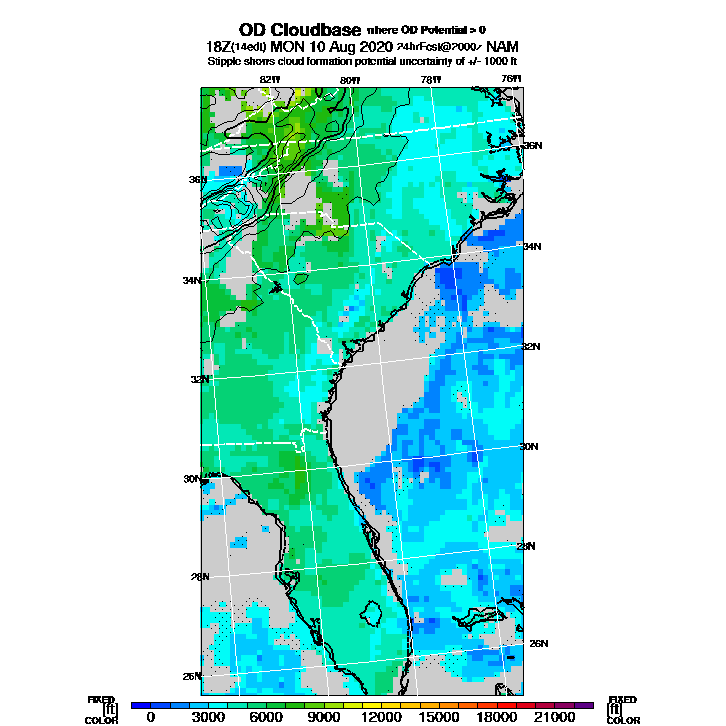 OD Cloudbase where OD Potential > 0
18Z(14edt) MON 10 Aug 2020 24hrFcst@2000z NAM
Stipple shows cloud formation potential uncertainty of +/- 1000 ft
82W 80W 78W 76W
36N
36N
34N
34N
32N
32N
30N
30N
28N
28N
26N
26N
FIXED FIXED
[ft] [ft]
COLOR COLOR
0 3000 6000 9000 12000 15000 18000 21000